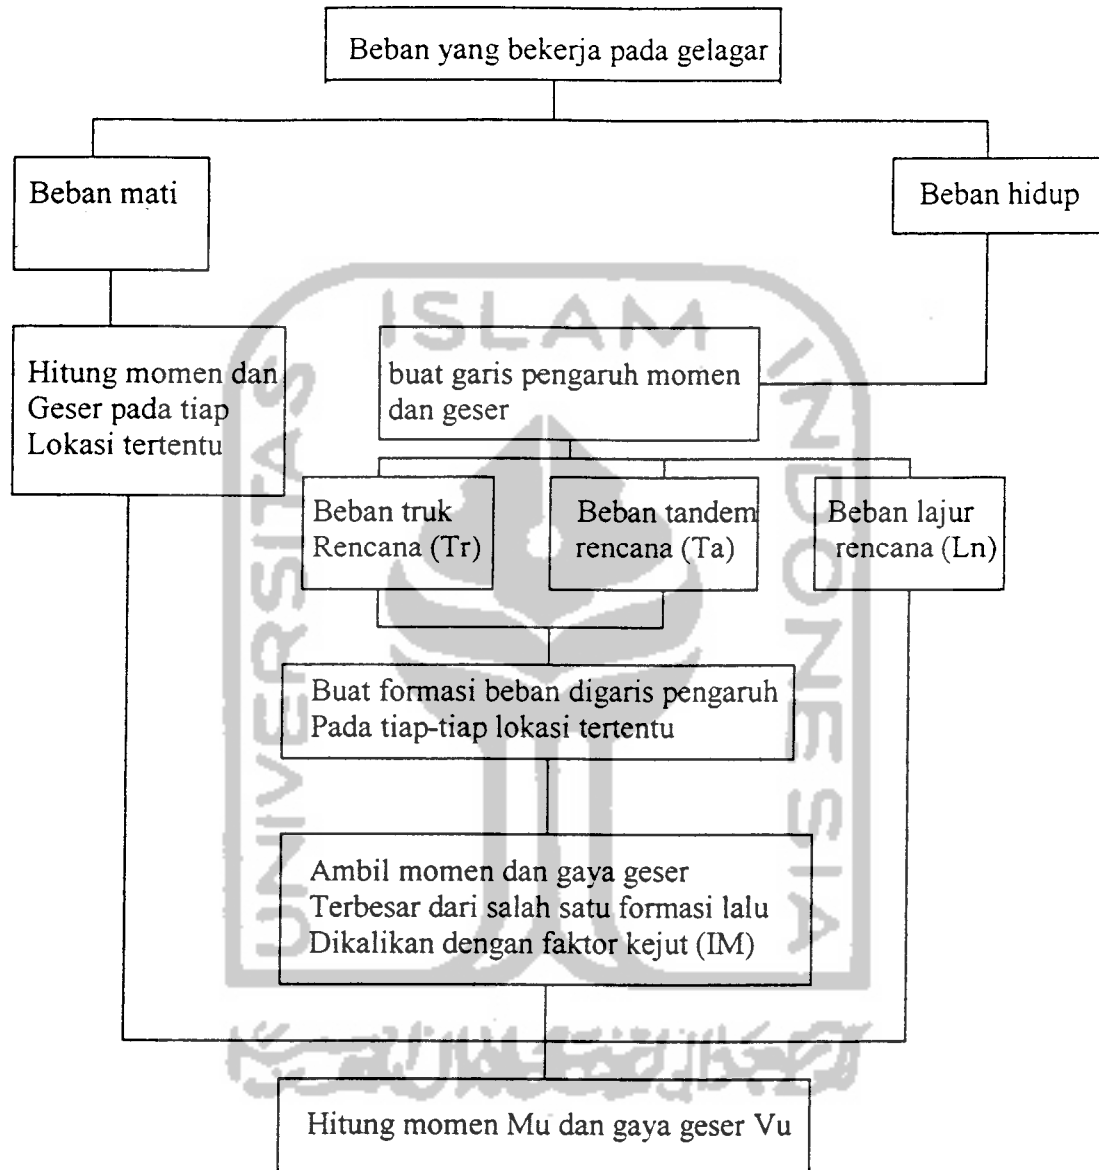 Beban yang bekerja pada gelagar
Beban mati
Beban hidup
Hitung momen dan
Geser pada tiap
Lokasi tertentu
buat garis pengaruh momen
dan geser
Beban truk
Rencana (Tr)
Beban tandem
rencana (Ta)
Beban lajur
rencana (Ln)
Buat formasi beban digaris pengaruh
Pada tiap-tiap lokasi tertentu
Ambil momen dan gaya geser
Terbesar dari salah satu formasi lalu
Dikalikan dengan faktor kejut (IM)
Hitung momen Mu dan gaya geser Vu
UNIVERSITAS
ISLAM
INDONESIA